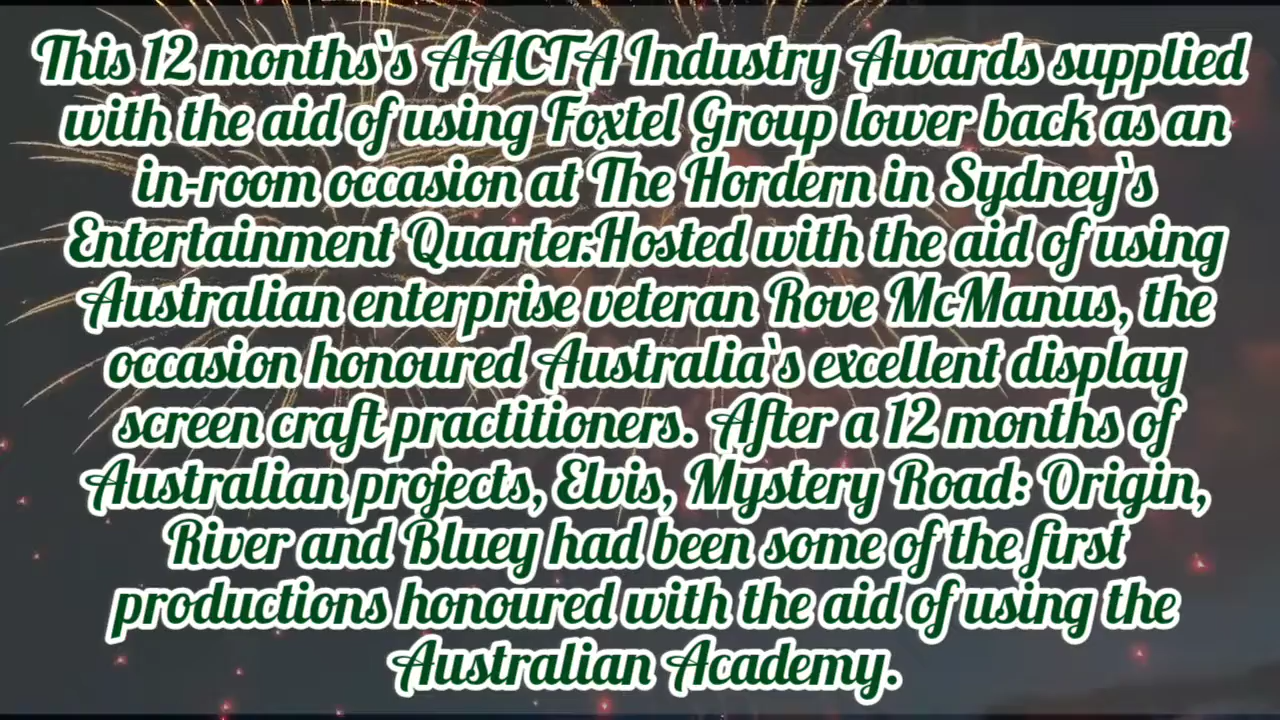 This 12 months`s AACTA Industry Awards supplied
with the aid of using Foxtel Group lower back as an
in-room occasion at The Hordern in Sydney`s
Entertainment Quarter.Hosted with the aid of using
Australian enterprise veteran Rove McManus, the
occasion honoured Australia`s excellent display
screen craft practitioners. After a 12 months of
Australian projects, Elvis, Mystery Road: Origin,
River and Bluey had been some of the first
productions honoured with the aid of using the
Australian Academy.